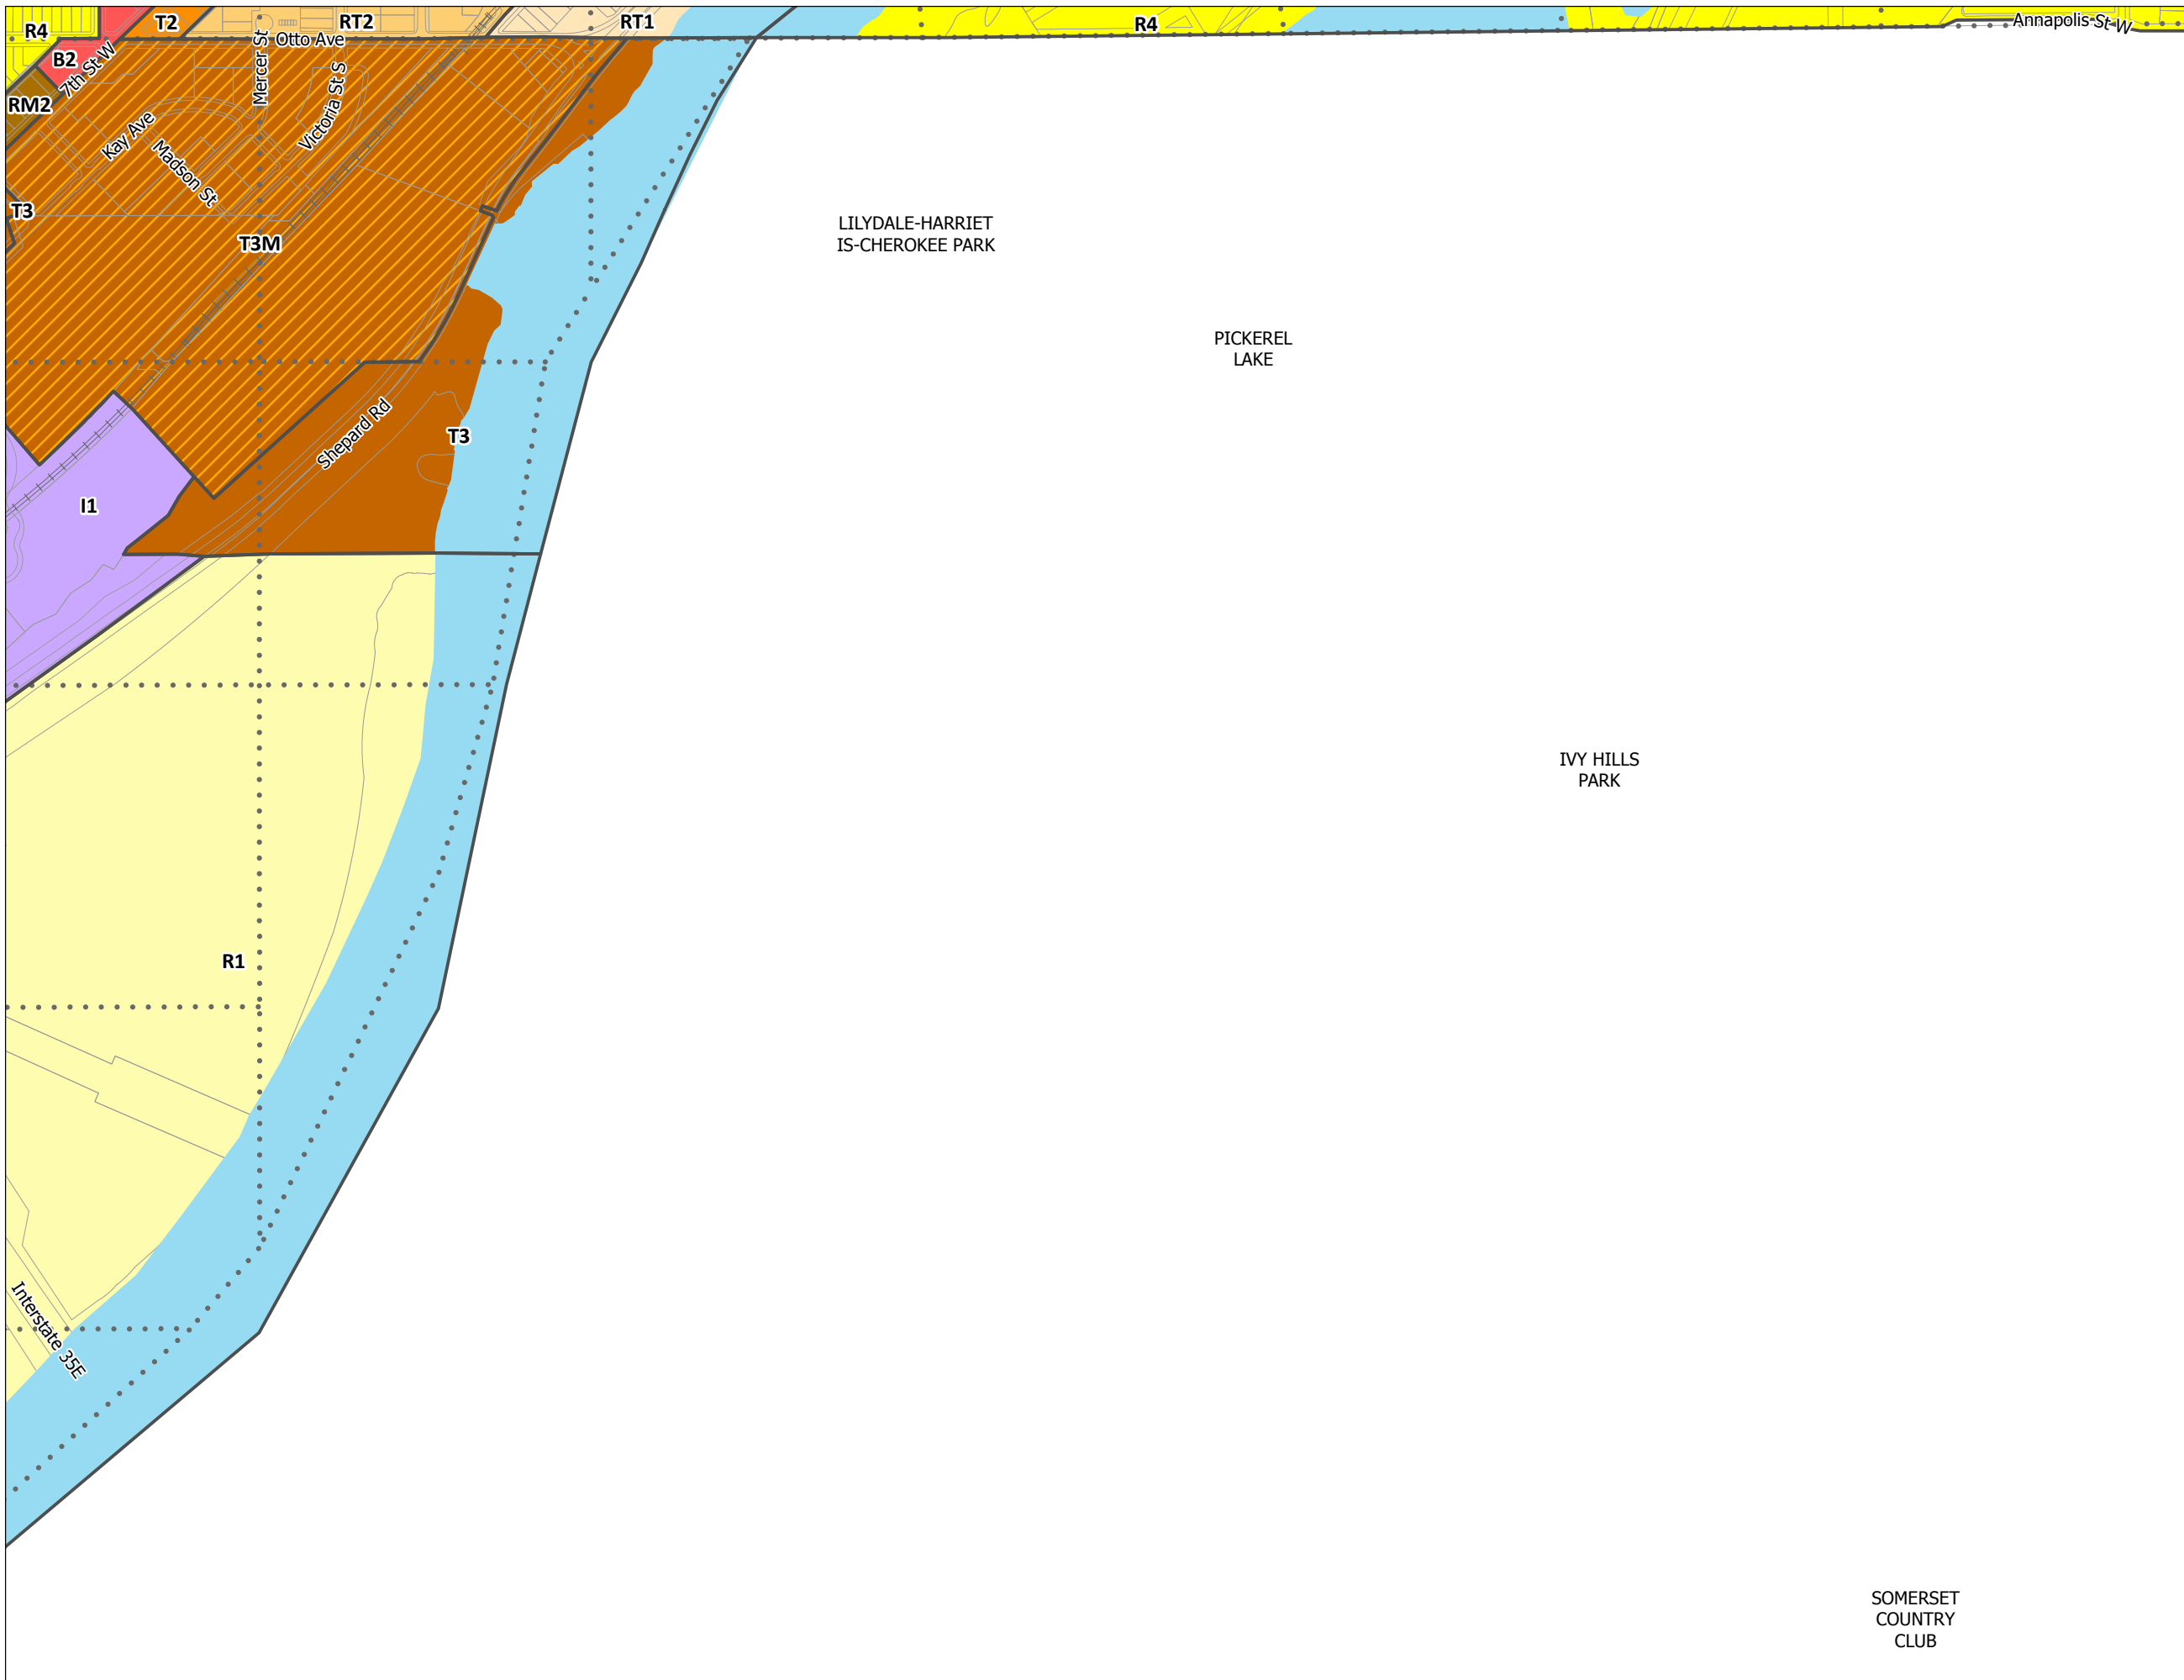 R4
T2
RT2
RT1
R4
Annapolis St W
Otto Ave
B2
7th St W
Mercer St
Victoria St S
RM2
Kay Ave
Madson St
T3
T3M
LILYDALE-HARRIET
IS-CHEROKEE PARK
PICKEREL
LAKE
Shepard Rd
T3
I1
IVY HILLS
PARK
R1
Interstate 35E
SOMERSET
COUNTRY
CLUB